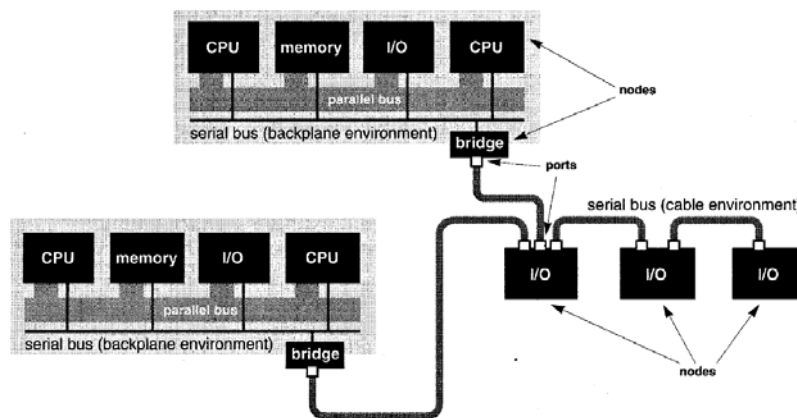 CPU memory I/O CPU
nodes
parallel bus
serial bus (backplane environment)
bridge
ports
serial bus (cable environment)
CPU memory I/O CPU
I/O I/O I/O
parallel bus
serial bus (backplane environment)
bridge
nodes